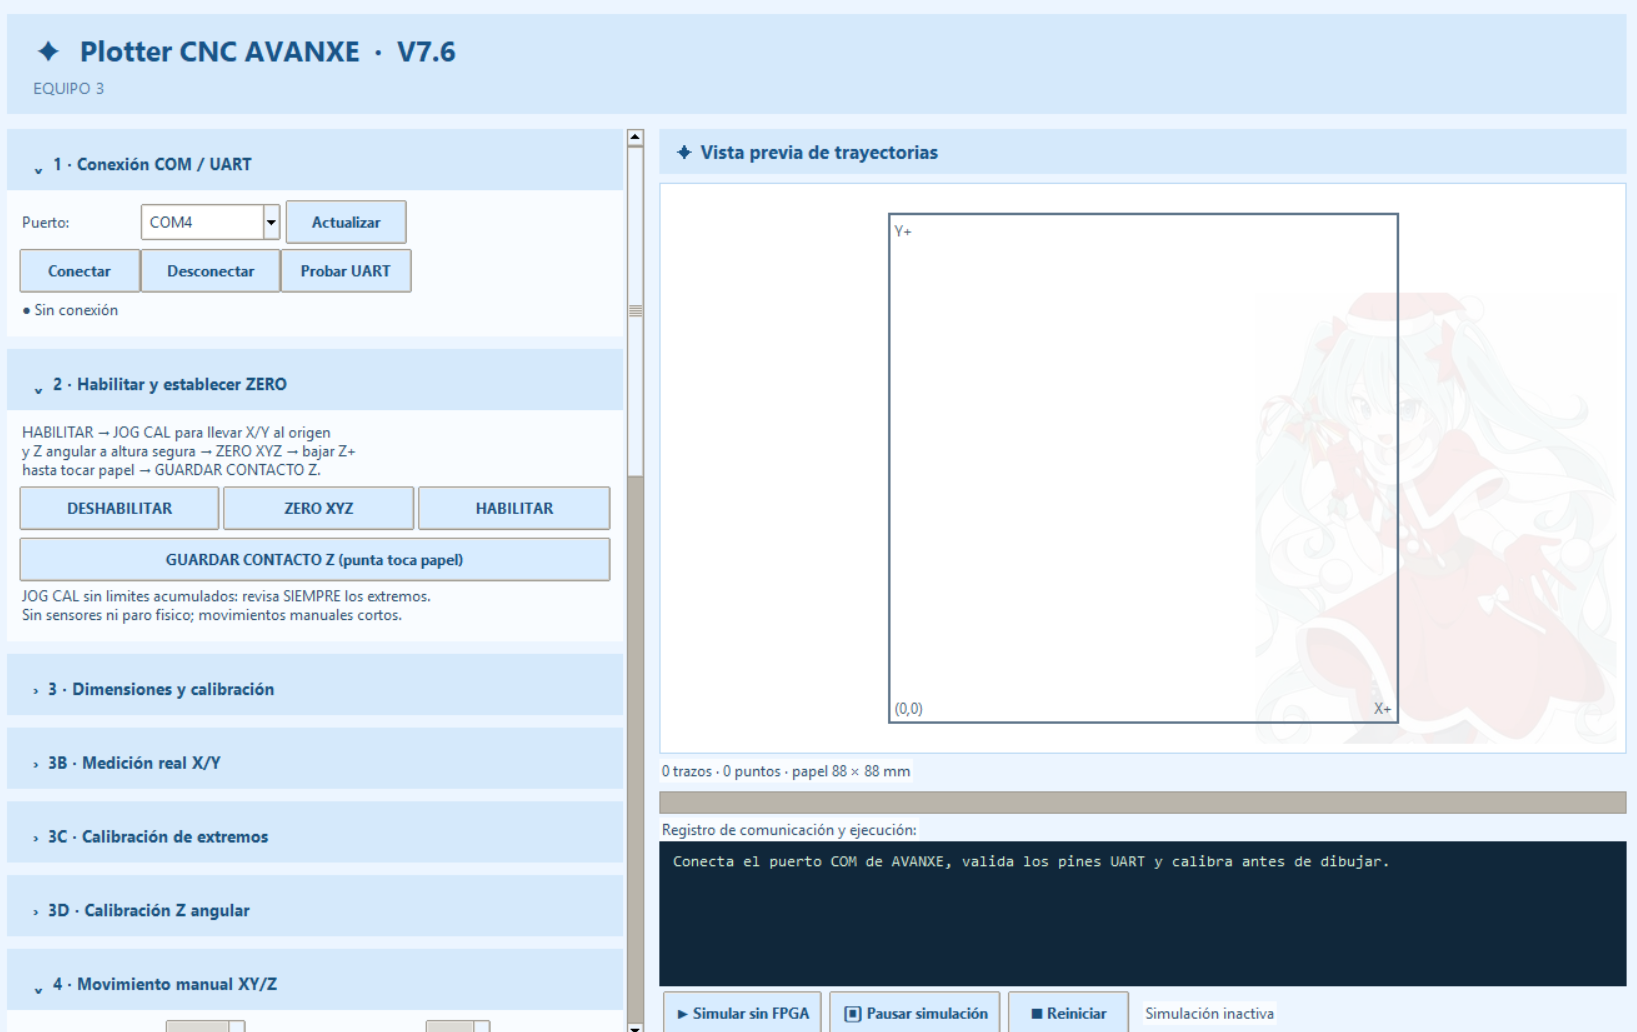 ✦ Plotter CNC AVANXE · V7.6
EQUIPO 3
1 · Conexión COM / UART
Puerto:
COM4
Actualizar
Conectar
Desconectar
Probar UART
● Sin conexión
2 · Habilitar y establecer ZERO
HABILITAR → JOG CAL para llevar X/Y al origen
y Z angular a altura segura → ZERO XYZ → bajar Z+
hasta tocar papel → GUARDAR CONTACTO Z.
DESHABILITAR
ZERO XYZ
HABILITAR
GUARDAR CONTACTO Z (punta toca papel)
JOG CAL sin limites acumulados: revisa SIEMPRE los extremos.
Sin sensores ni paro fisico; movimientos manuales cortos.
› 3 · Dimensiones y calibración
› 3B · Medición real X/Y
› 3C · Calibración de extremos
› 3D · Calibración Z angular
4 · Movimiento manual XY/Z
✦ Vista previa de trayectorias
Y+
(0,0)
X+
0 trazos · 0 puntos · papel 88 × 88 mm
Registro de comunicación y ejecución:
Conecta el puerto COM de AVANXE, valida los pines UART y calibra antes de dibujar.
▶ Simular sin FPGA
Pausar simulación
■ Reiniciar
Simulación inactiva